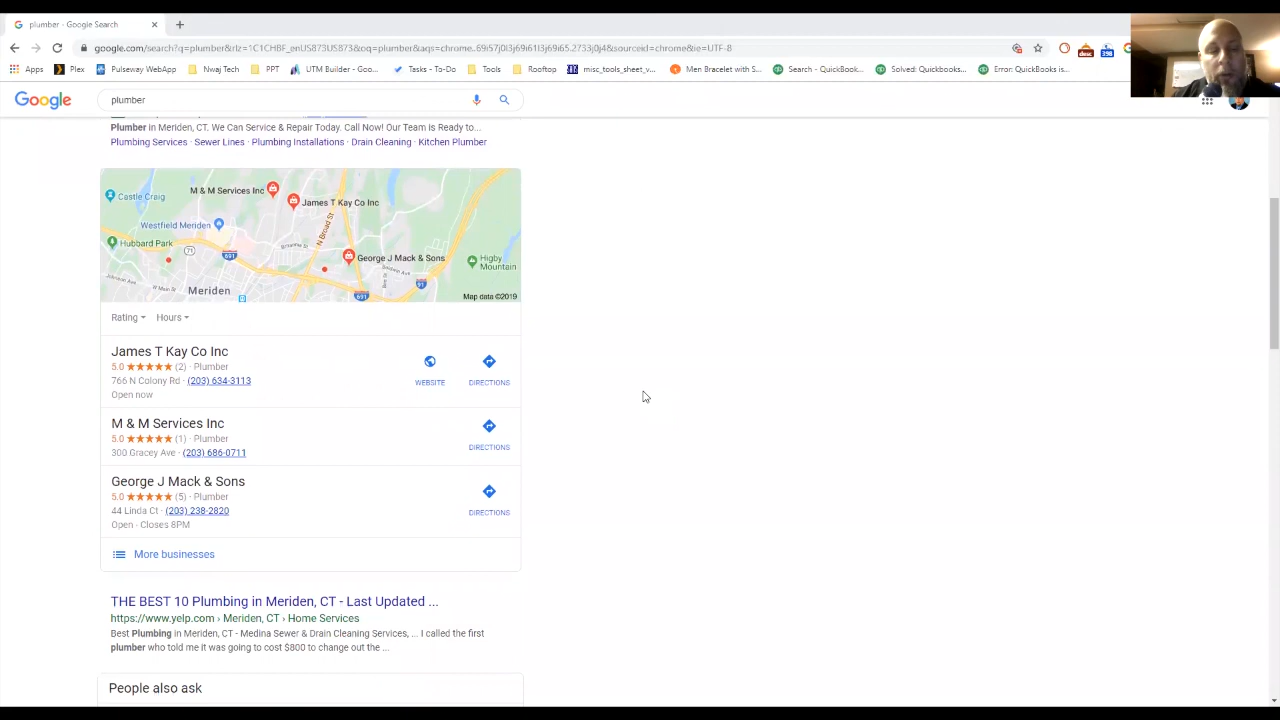 plumber - Google Search
google.com/search?q=plumber&rlz=1C1CHBF_enUS873US873&oq=plumber&aqs=chrome..69i57j0l3j69i61l3j69i65.2733j0j4&sourceid=chrome&ie=UTF-8
Apps Plex Pulseway WebApp Nwaj Tech PPT UTM Builder - Goo... Tasks - To-Do Tools Rooftop misc_tools_sheet_v... Men Bracelet with S... Search - QuickBook... Solved: Quickbooks... Error: QuickBooks is...
Google plumber
Plumber in Meriden, CT. We Can Service & Repair Today. Call Now! Our Team is Ready to...
Plumbing Services · Sewer Lines · Plumbing Installations · Drain Cleaning · Kitchen Plumber
Castle Craig
M & M Services Inc
James T Kay Co Inc
Westfield Meriden
N Broad St
Hubbard Park
71
691
George J Mack & Sons
Higby
Mountain
W Main St
Meriden
691
91
Map data ©2019
Rating Hours
James T Kay Co Inc
5.0 (2) · Plumber
766 N Colony Rd · (203) 634-3113
Open now
WEBSITE DIRECTIONS
M & M Services Inc
5.0 (1) · Plumber
300 Gracey Ave · (203) 686-0711
DIRECTIONS
George J Mack & Sons
5.0 (5) · Plumber
44 Linda Ct · (203) 238-2820
Open · Closes 8PM
DIRECTIONS
More businesses
THE BEST 10 Plumbing in Meriden, CT - Last Updated ...
https://www.yelp.com › Meriden, CT › Home Services
Best Plumbing in Meriden, CT - Medina Sewer & Drain Cleaning Services, ... I called the first
plumber who told me it was going to cost $800 to change out the ...
People also ask